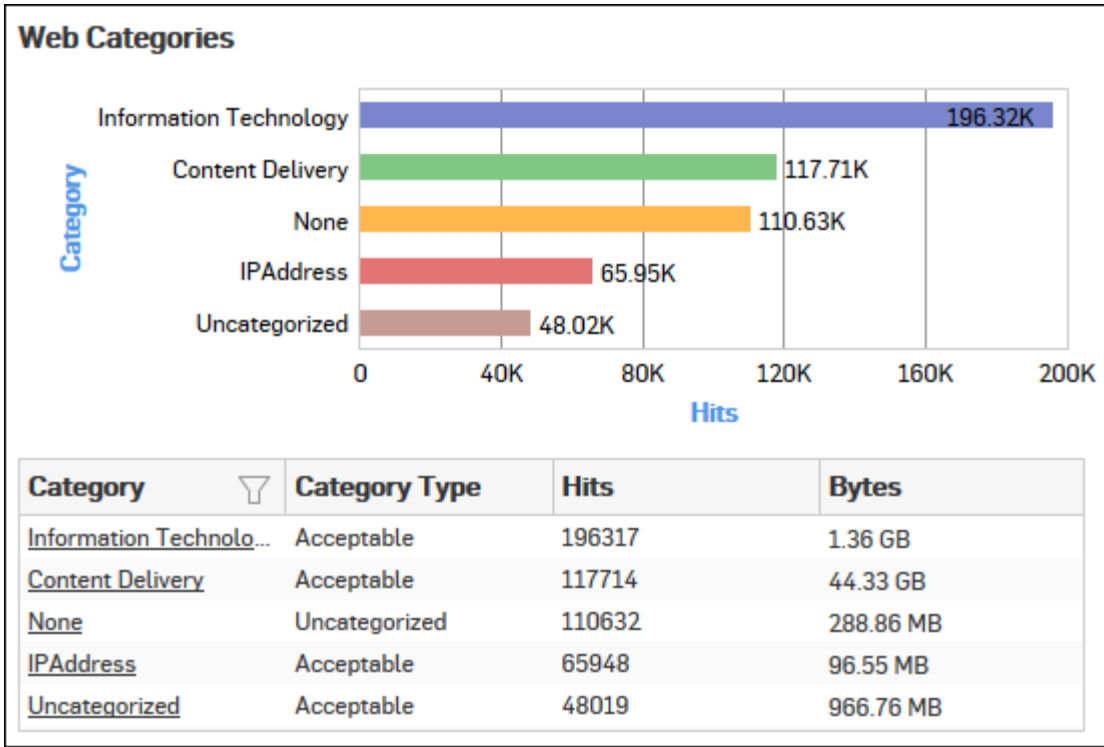 Web Categories
Information Technology 196.32K
Content Delivery 117.71K
None 110.63K
IPAddress 65.95K
Uncategorized 48.02K
Category
0 40K 80K 120K 160K 200K
Hits
Category Category Type Hits Bytes
Information Technolo... Acceptable 196317 1.36 GB
Content Delivery Acceptable 117714 44.33 GB
None Uncategorized 110632 288.86 MB
IPAddress Acceptable 65948 96.55 MB
Uncategorized Acceptable 48019 966.76 MB